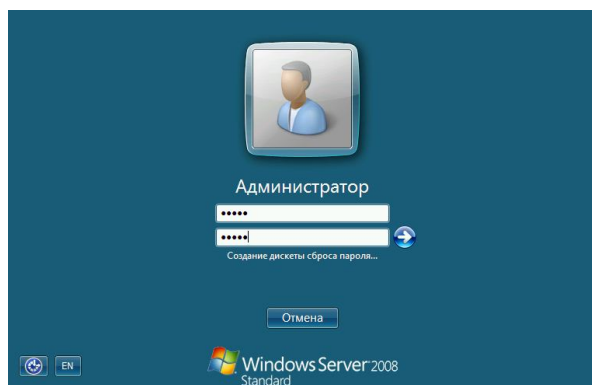 Администратор
•••••
•••••
Создание дискеты сброса пароля...
Отмена
EN
Windows Server 2008
Standard